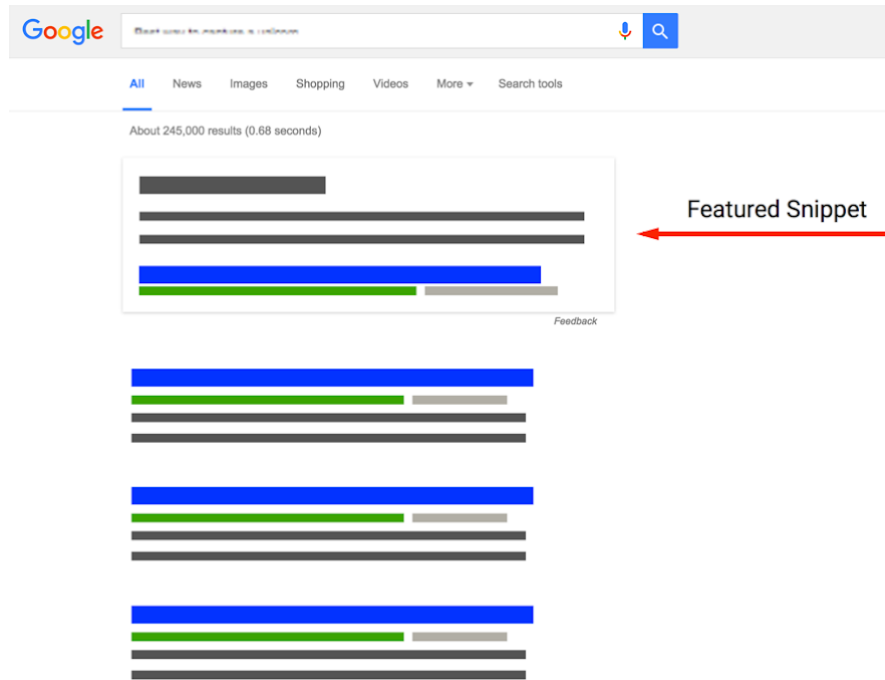 Google
All News Images Shopping Videos More Search tools
About 245,000 results (0.68 seconds)
Featured Snippet
Feedback